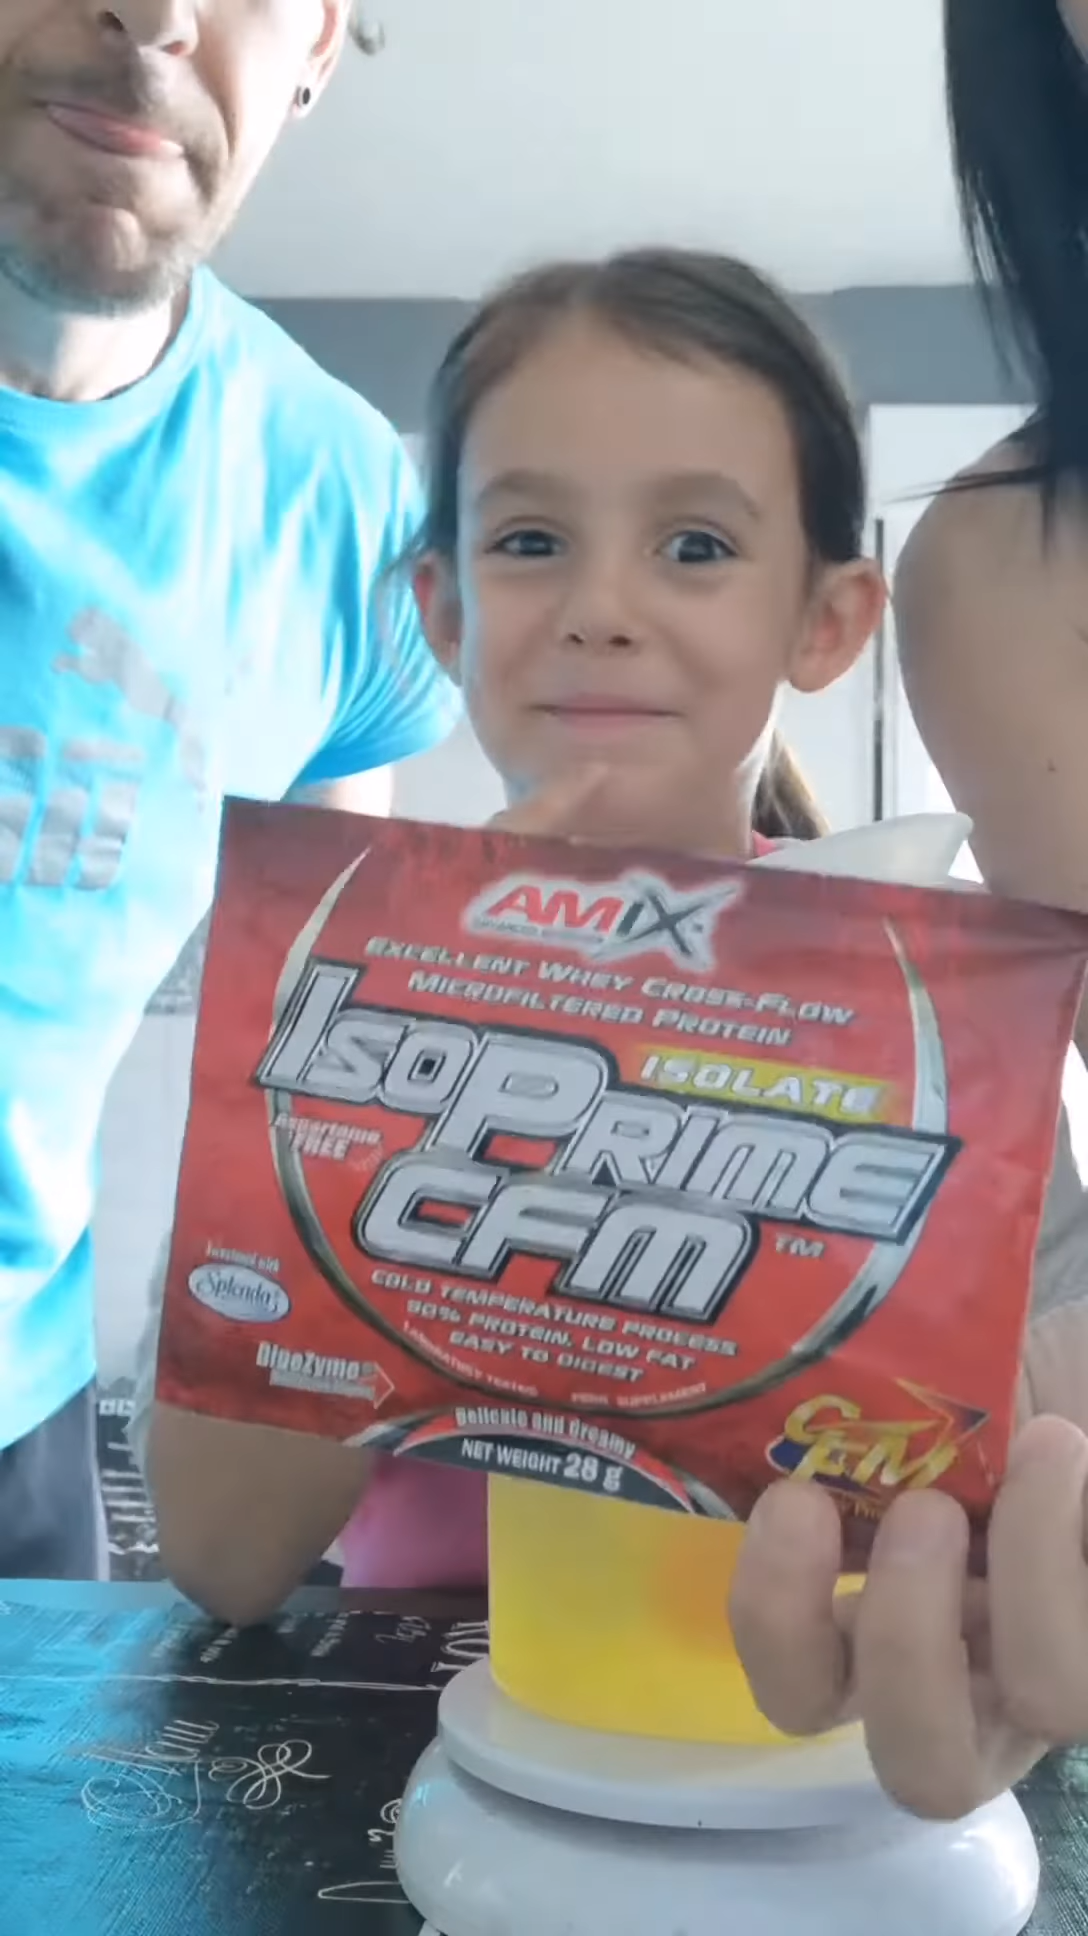 AMIX
EXCELLENT WHEY CROSS-FLOW
MICROFILTERED PROTEIN
ISOLATE
ISOPRIME
CFM
TM
Aspartame
FREE
Splenda
COLD TEMPERATURE PROCESS
90% PROTEIN, LOW FAT
EASY TO DIGEST
DigeZyme
Delicate and Creamy
NET WEIGHT 28 g
CFM